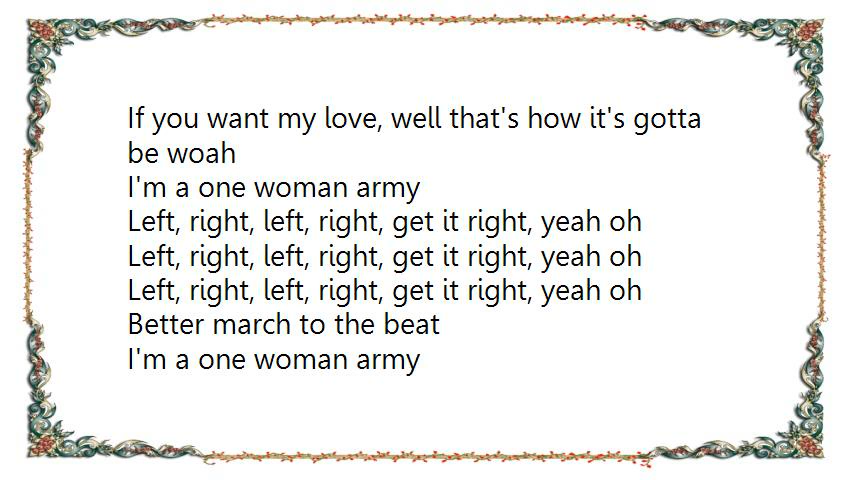 If you want my love, well that's how it's gotta
be woah
I'm a one woman army
Left, right, left, right, get it right, yeah oh
Left, right, left, right, get it right, yeah oh
Left, right, left, right, get it right, yeah oh
Better march to the beat
I'm a one woman army